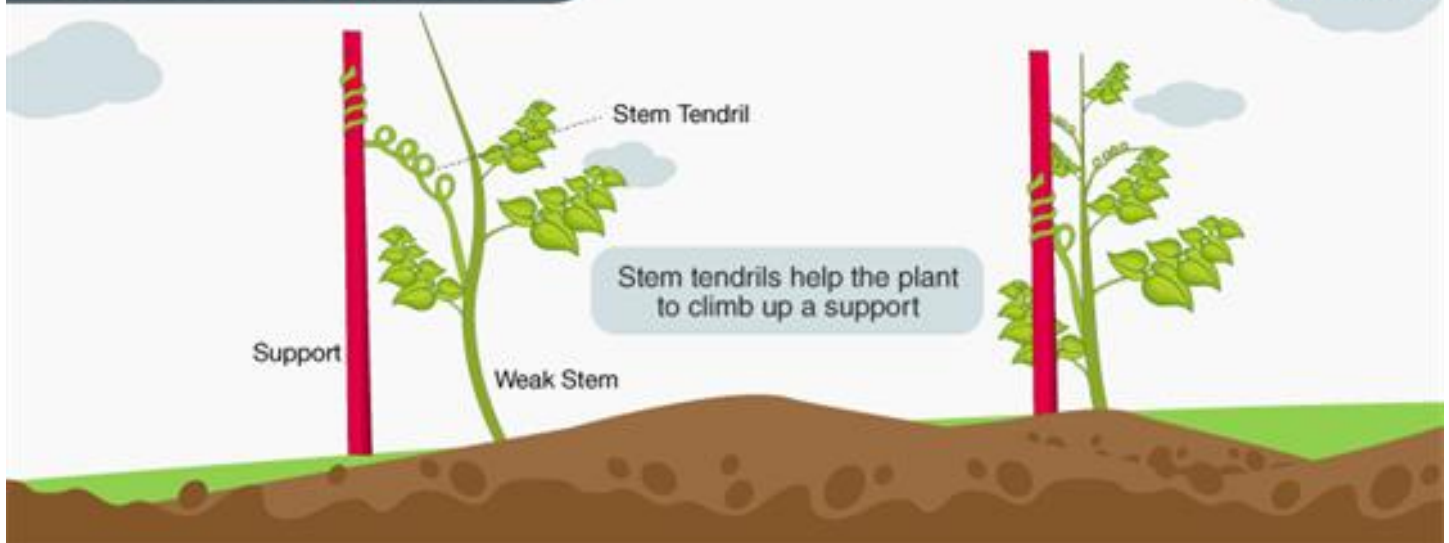 Stem Tendril
Stem tendrils help the plant
to climb up a support
Support
Weak Stem